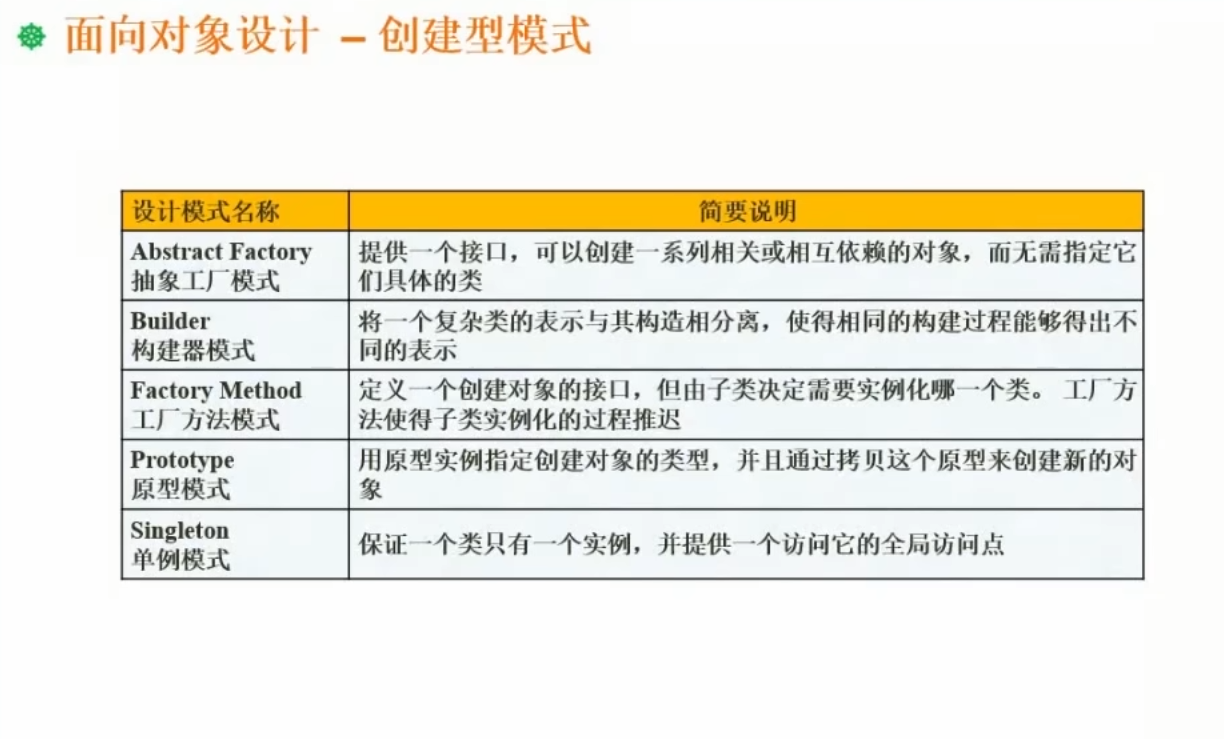 面向对象设计 – 创建型模式
设计模式名称
简要说明
Abstract Factory
抽象工厂模式
提供一个接口，可以创建一系列相关或相互依赖的对象，而无需指定它
们具体的类
Builder
构建器模式
将一个复杂类的表示与其构造相分离，使得相同的构建过程能够得出不
同的表示
Factory Method
工厂方法模式
定义一个创建对象的接口，但由子类决定需要实例化哪一个类。 工厂方
法使得子类实例化的过程推迟
Prototype
原型模式
用原型实例指定创建对象的类型，并且通过拷贝这个原型来创建新的对
象
Singleton
单例模式
保证一个类只有一个实例，并提供一个访问它的全局访问点